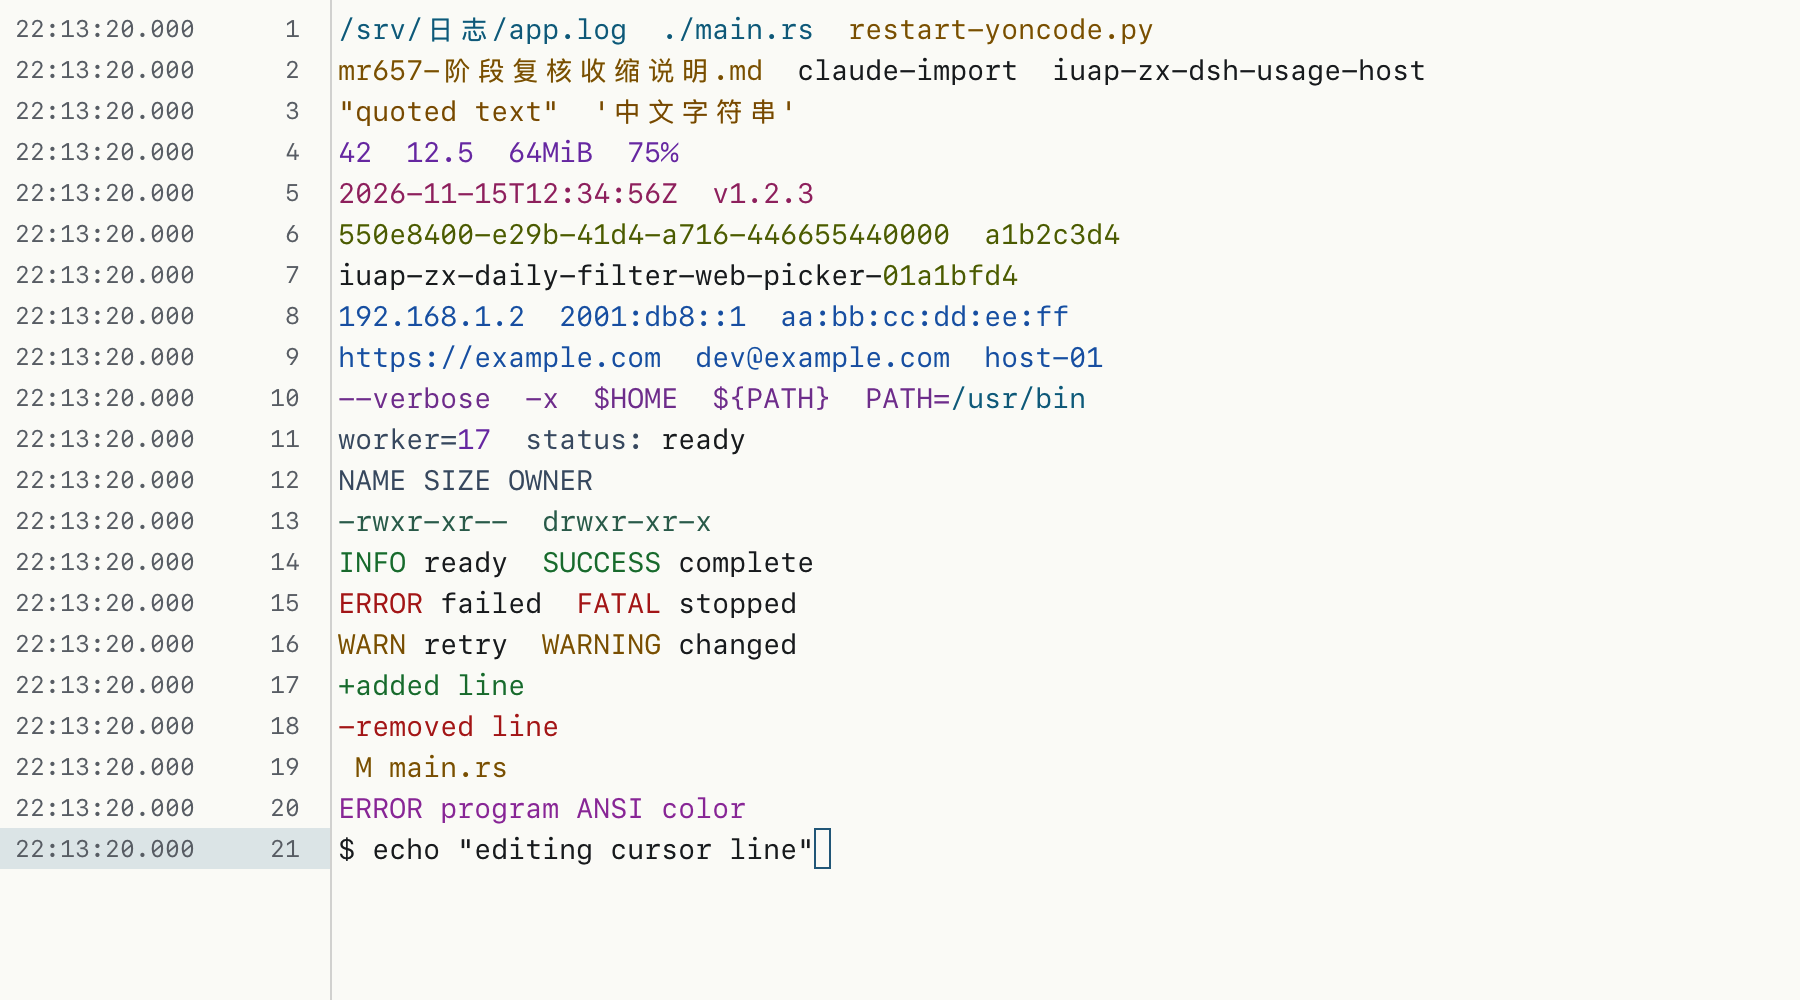 22:13:20.000 1 /srv/日志/app.log  ./main.rs  restart-yoncode.py
22:13:20.000 2 mr657-阶段复核收缩说明.md  claude-import  iuap-zx-dsh-usage-host
22:13:20.000 3 "quoted text"  '中文字符串'
22:13:20.000 4 42  12.5  64MiB  75%
22:13:20.000 5 2026-11-15T12:34:56Z  v1.2.3
22:13:20.000 6 550e8400-e29b-41d4-a716-446655440000  a1b2c3d4
22:13:20.000 7 iuap-zx-daily-filter-web-picker-01a1bfd4
22:13:20.000 8 192.168.1.2  2001:db8::1  aa:bb:cc:dd:ee:ff
22:13:20.000 9 https://example.com  dev@example.com  host-01
22:13:20.000 10 --verbose  -x  $HOME  ${PATH}  PATH=/usr/bin
22:13:20.000 11 worker=17  status: ready
22:13:20.000 12 NAME SIZE OWNER
22:13:20.000 13 -rwxr-xr--  drwxr-xr-x
22:13:20.000 14 INFO ready  SUCCESS complete
22:13:20.000 15 ERROR failed  FATAL stopped
22:13:20.000 16 WARN retry  WARNING changed
22:13:20.000 17 +added line
22:13:20.000 18 -removed line
22:13:20.000 19  M main.rs
22:13:20.000 20 ERROR program ANSI color
22:13:20.000 21 $ echo "editing cursor line"